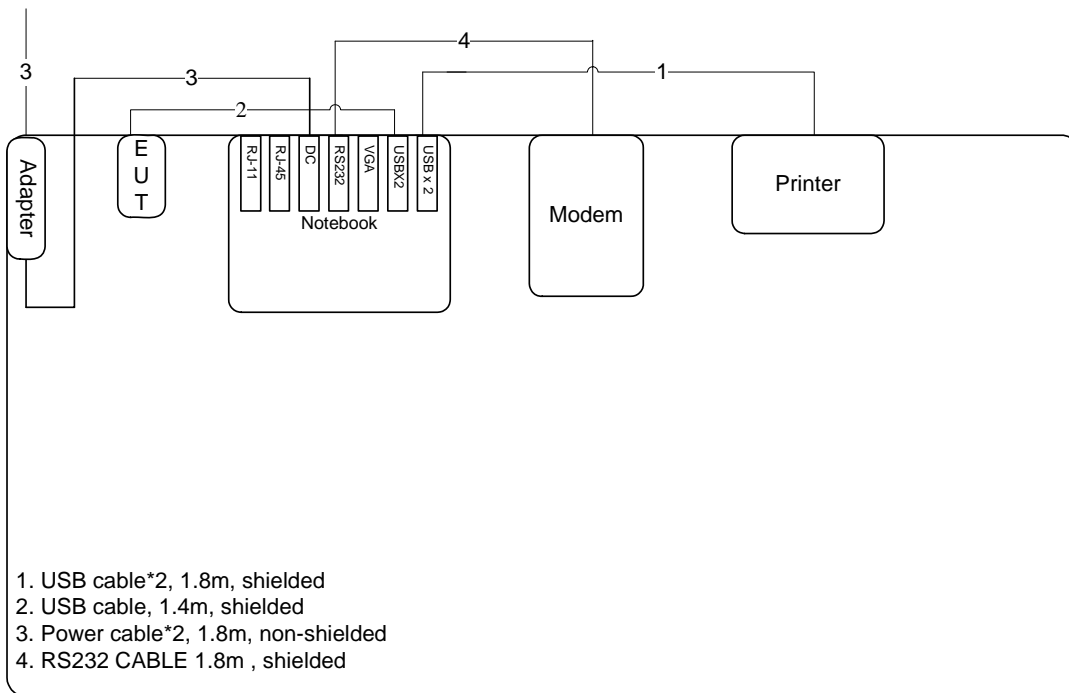 4
3
3
1
2
Adapter
E
U
T
RJ-11
RJ-45
DC
RS232
VGA
USBX2
USB x 2
Notebook
Modem
Printer
1. USB cable*2, 1.8m, shielded
2. USB cable, 1.4m, shielded
3. Power cable*2, 1.8m, non-shielded
4. RS232 CABLE 1.8m , shielded